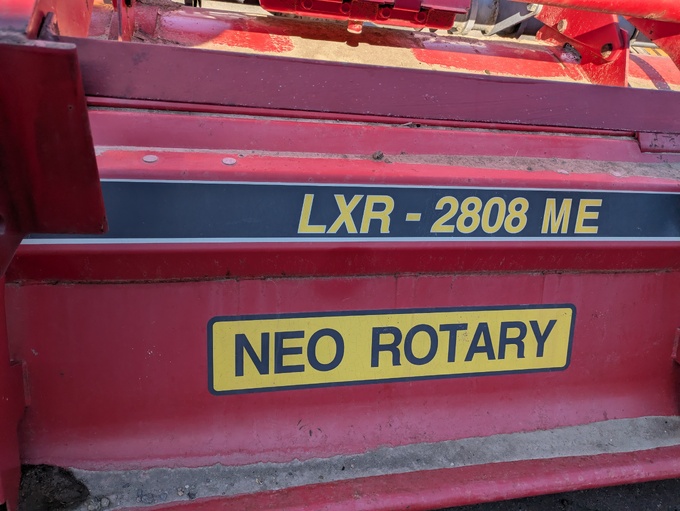 LXR - 2808 ME
NEO ROTARY